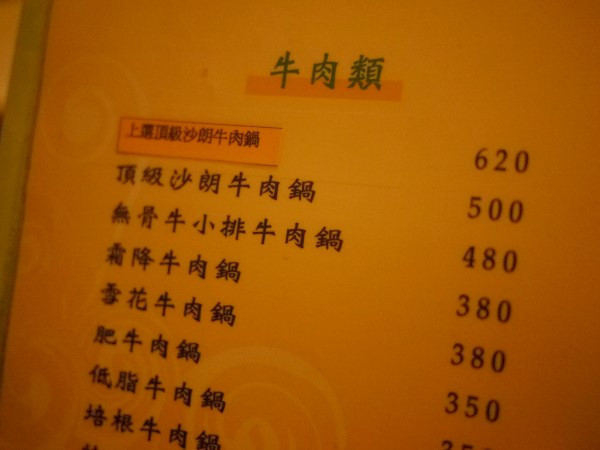 牛肉類
上選頂級沙朗牛肉鍋 620
頂級沙朗牛肉鍋 500
無骨牛小排牛肉鍋 480
霜降牛肉鍋 380
雪花牛肉鍋 380
肥牛肉鍋 350
低脂牛肉鍋 350
培根牛肉鍋